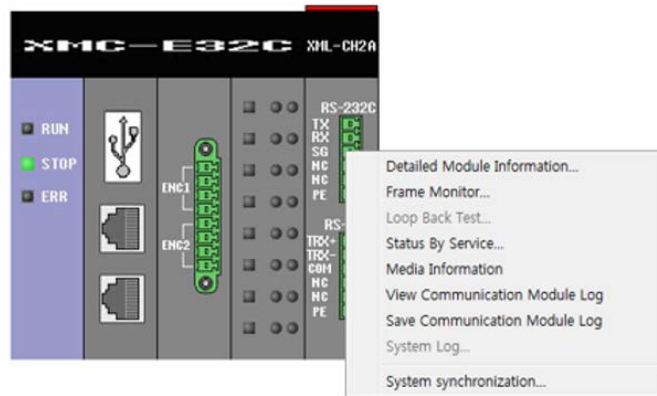 XMC-E32C
XML-CH2A
RUN
STOP
ERR
ENC1
ENC2
RS-232C
TX
RX
SG
NC
NC
PE
RS-
TRX+
TRX-
COM
NC
NC
PE
Detailed Module Information...
Frame Monitor...
Loop Back Test...
Status By Service...
Media Information
View Communication Module Log
Save Communication Module Log
System Log...
System synchronization...